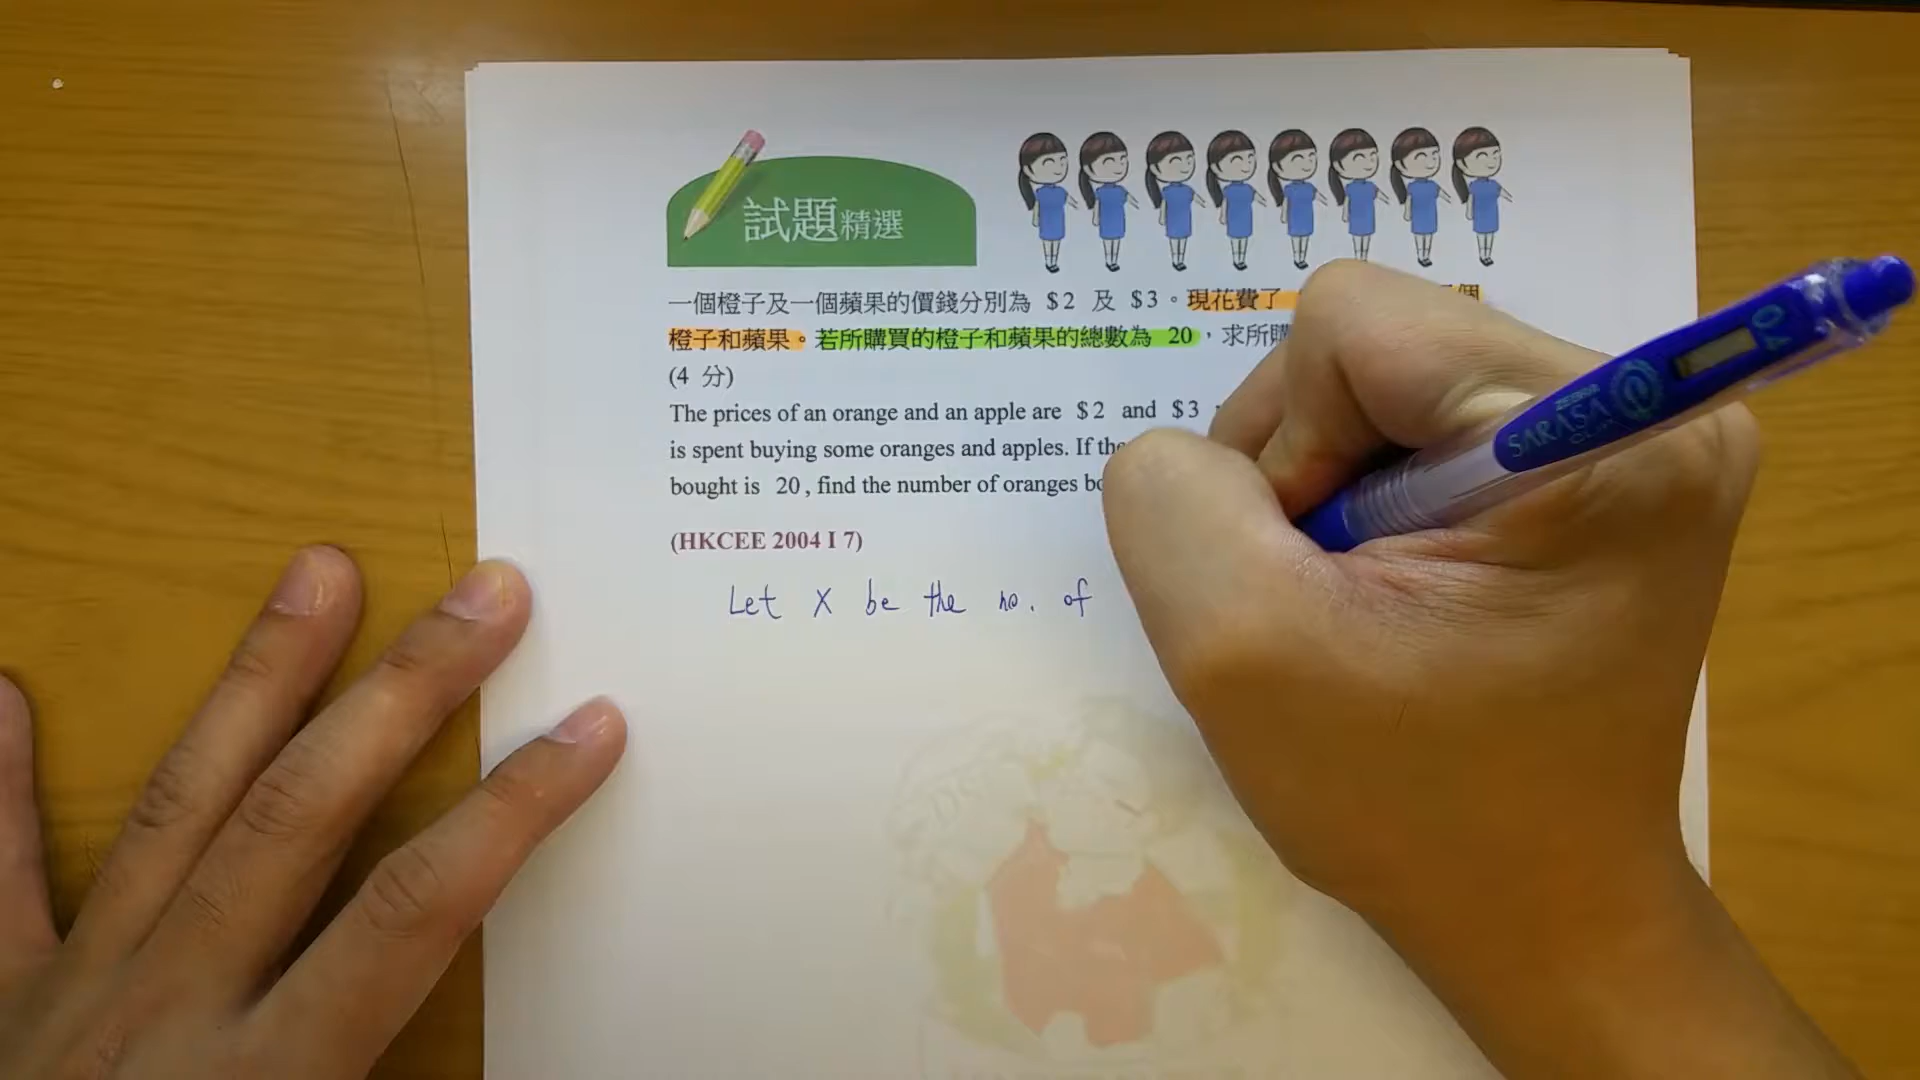 試題精選
一個橙子及一個蘋果的價錢分別為 $2 及 $3。現花費了
橙子和蘋果。若所購買的橙子和蘋果的總數為 20,求所購
(4 分)
The prices of an orange and an apple are $2 and $3
is spent buying some oranges and apples. If the
bought is 20, find the number of oranges
(HKCEE 2004 I 7)
Let x be the no. of
ZEBRA
SARASA
CLIP
0.4